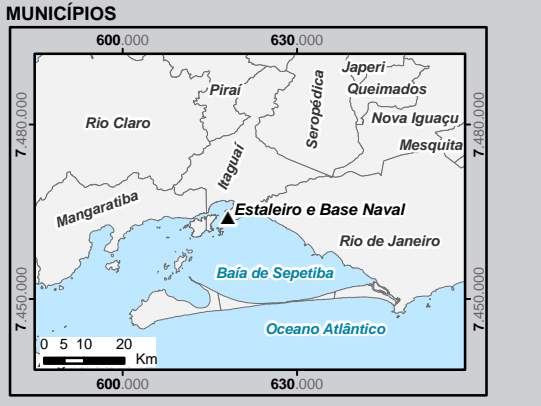 MUNICÍPIOS
600.000 630.000
Japeri
Piraí
Queimados
Seropédica
7.480.000
Rio Claro
Nova Iguaçu
7.480.000
Mesquita
Itaguaí
Mangaratiba
Estaleiro e Base Naval
Rio de Janeiro
Baía de Sepetiba
7.450.000
7.450.000
Oceano Atlântico
0 5 10 20
Km
600.000 630.000